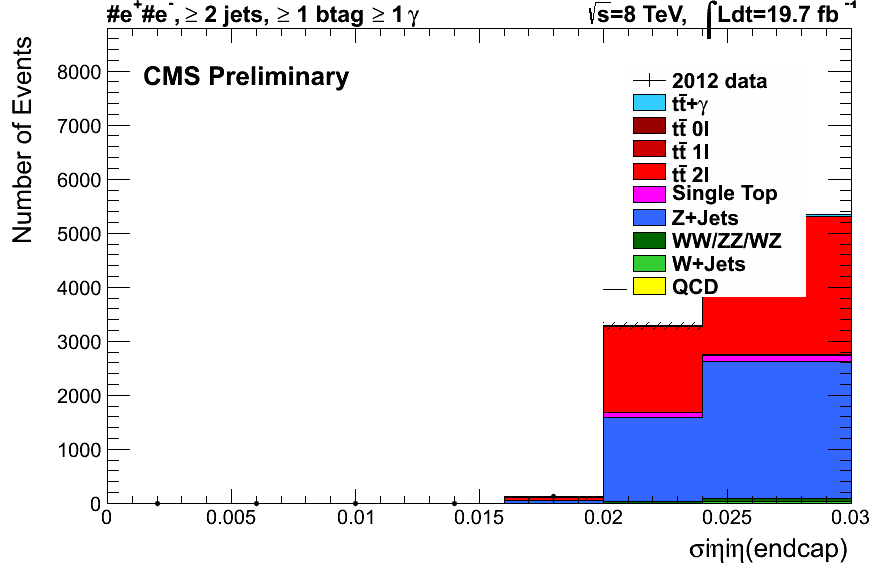 #e⁺#e⁻, ≥ 2 jets, ≥ 1 btag ≥ 1 γ √s=8 TeV, ∫Ldt=19.7 fb⁻¹
CMS Preliminary
2012 data
tt̄+γ
tt̄ 0l
tt̄ 1l
tt̄ 2l
Single Top
Z+Jets
WW/ZZ/WZ
W+Jets
QCD
Number of Events
8000
7000
6000
5000
4000
3000
2000
1000
0
0 0.005 0.01 0.015 0.02 0.025 0.03
σiηiη(endcap)